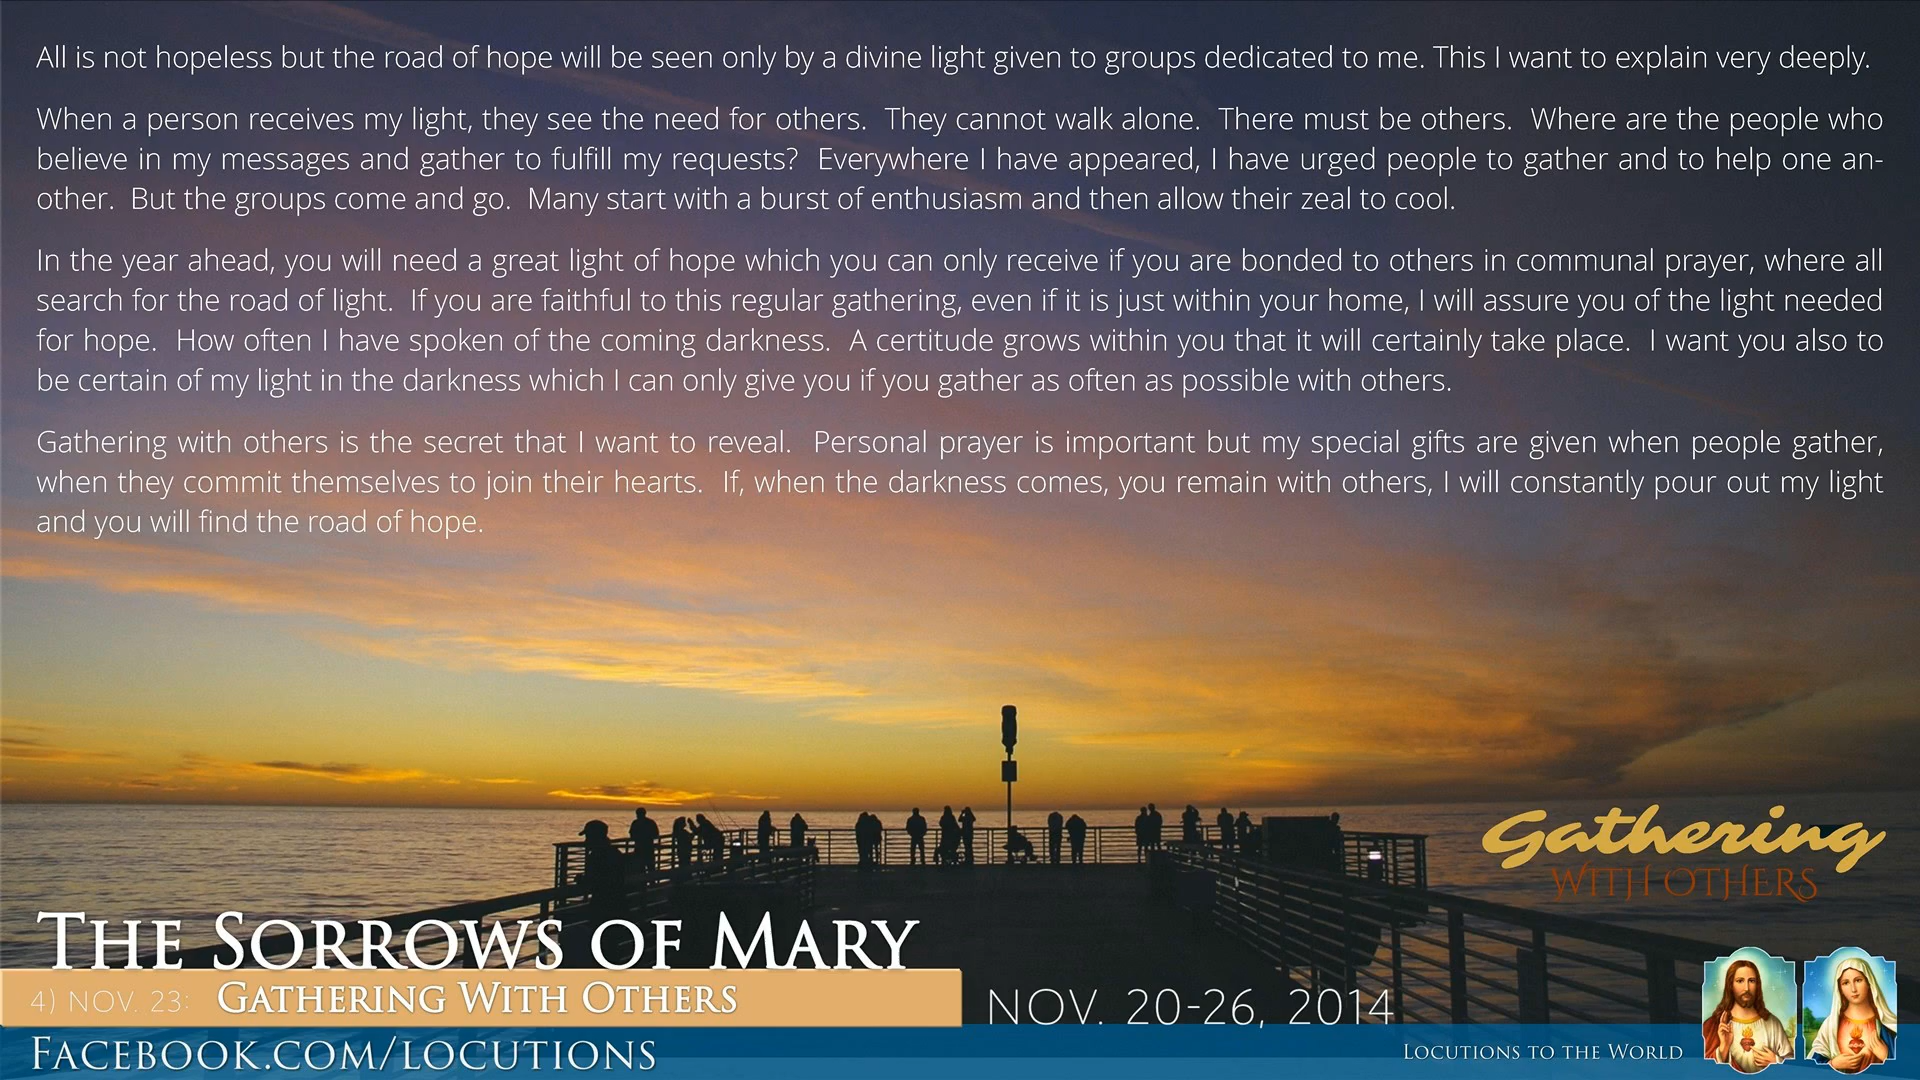 All is not hopeless but the road of hope will be seen only by a divine light given to groups dedicated to me. This I want to explain very deeply.
When a person receives my light, they see the need for others. They cannot walk alone. There must be others. Where are the people who
believe in my messages and gather to fulfill my requests? Everywhere I have appeared, I have urged people to gather and to help one an-
other. But the groups come and go. Many start with a burst of enthusiasm and then allow their zeal to cool.
In the year ahead, you will need a great light of hope which you can only receive if you are bonded to others in communal prayer, where all
search for the road of light. If you are faithful to this regular gathering, even if it is just within your home, I will assure you of the light needed
for hope. How often I have spoken of the coming darkness. A certitude grows within you that it will certainly take place. I want you also to
be certain of my light in the darkness which I can only give you if you gather as often as possible with others.
Gathering with others is the secret that I want to reveal. Personal prayer is important but my special gifts are given when people gather,
when they commit themselves to join their hearts. If, when the darkness comes, you remain with others, I will constantly pour out my light
and you will find the road of hope.
Gathering
WITH OTHERS
THE SORROWS OF MARY
4) NOV. 23: GATHERING WITH OTHERS
NOV. 20-26, 2014
FACEBOOK.COM/LOCUTIONS
LOCUTIONS TO THE WORLD